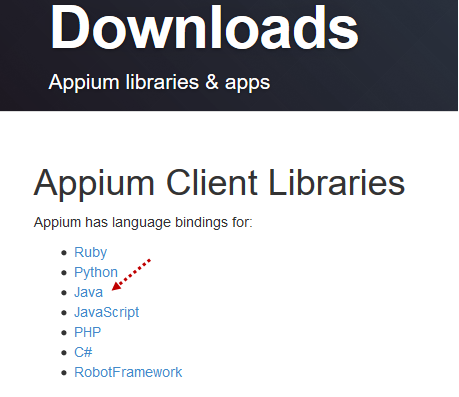 Downloads
Appium libraries & apps
Appium Client Libraries
Appium has language bindings for:
Ruby
Python
Java
JavaScript
PHP
C#
RobotFramework